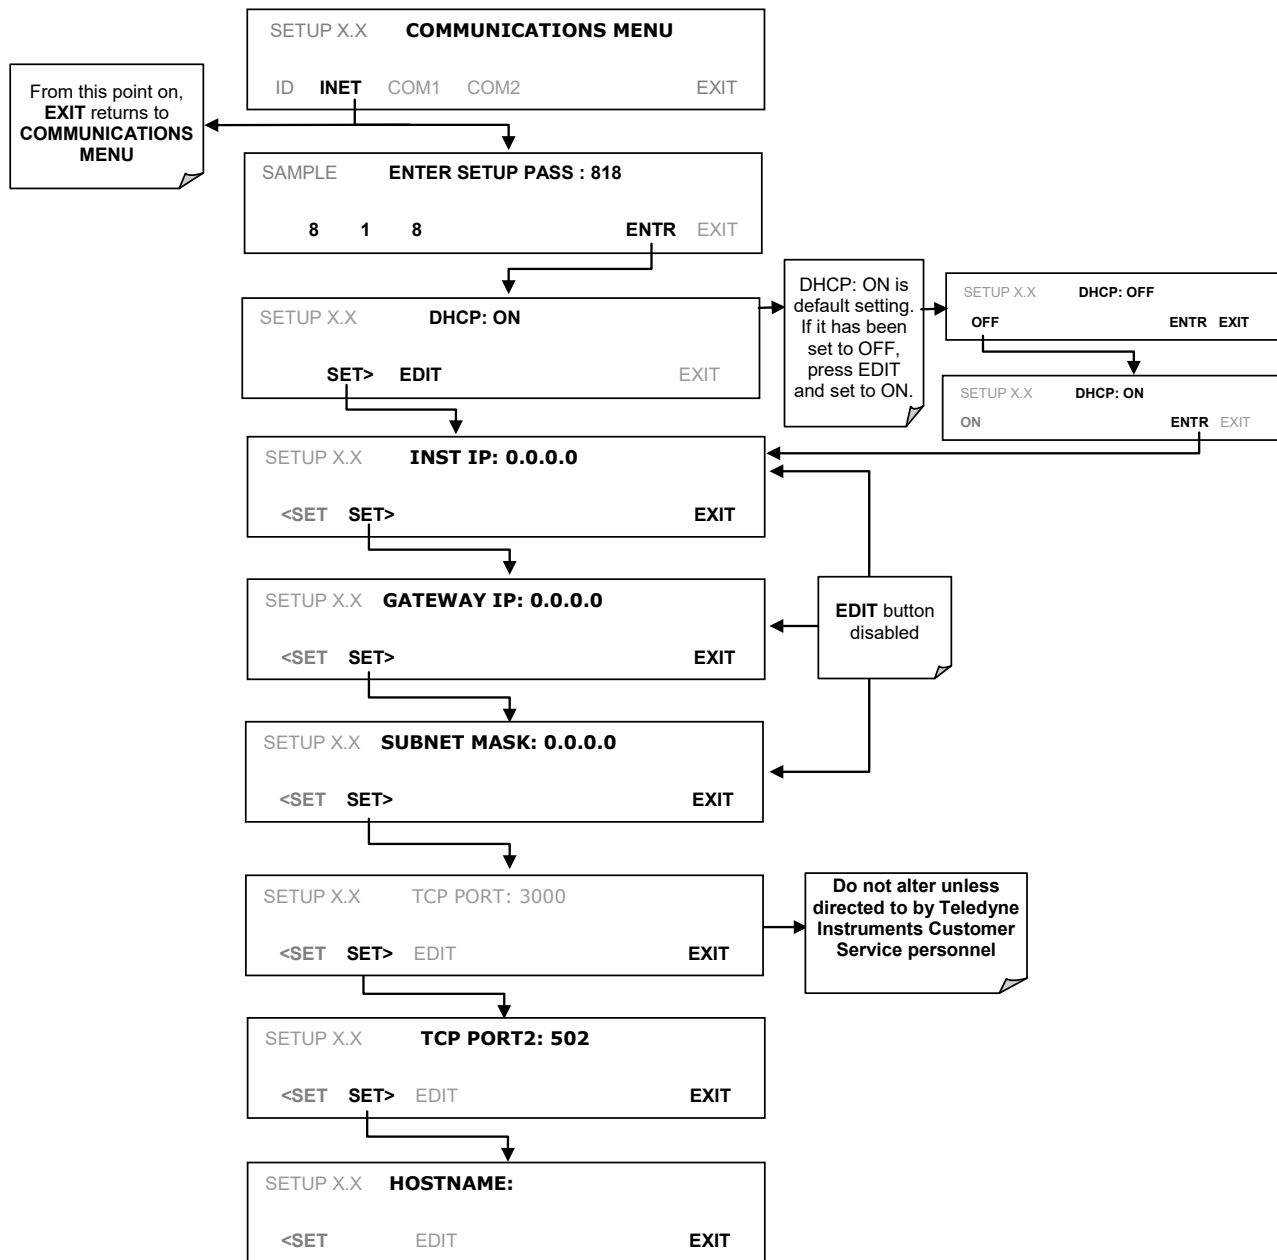 SETUP X.X COMMUNICATIONS MENU
ID INET COM1 COM2 EXIT
From this point on,
EXIT returns to
COMMUNICATIONS
MENU
SAMPLE ENTER SETUP PASS : 818
8 1 8 ENTR EXIT
SETUP X.X DHCP: ON
SET> EDIT EXIT
DHCP: ON is
default setting.
If it has been
set to OFF,
press EDIT
and set to ON.
SETUP X.X DHCP: OFF
OFF ENTR EXIT
SETUP X.X DHCP: ON
ON ENTR EXIT
SETUP X.X INST IP: 0.0.0.0
<SET SET> EXIT
SETUP X.X GATEWAY IP: 0.0.0.0
<SET SET> EXIT
EDIT button
disabled
SETUP X.X SUBNET MASK: 0.0.0.0
<SET SET> EXIT
SETUP X.X TCP PORT: 3000
<SET SET> EDIT EXIT
Do not alter unless
directed to by Teledyne
Instruments Customer
Service personnel
SETUP X.X TCP PORT2: 502
<SET SET> EDIT EXIT
SETUP X.X HOSTNAME:
<SET EDIT EXIT